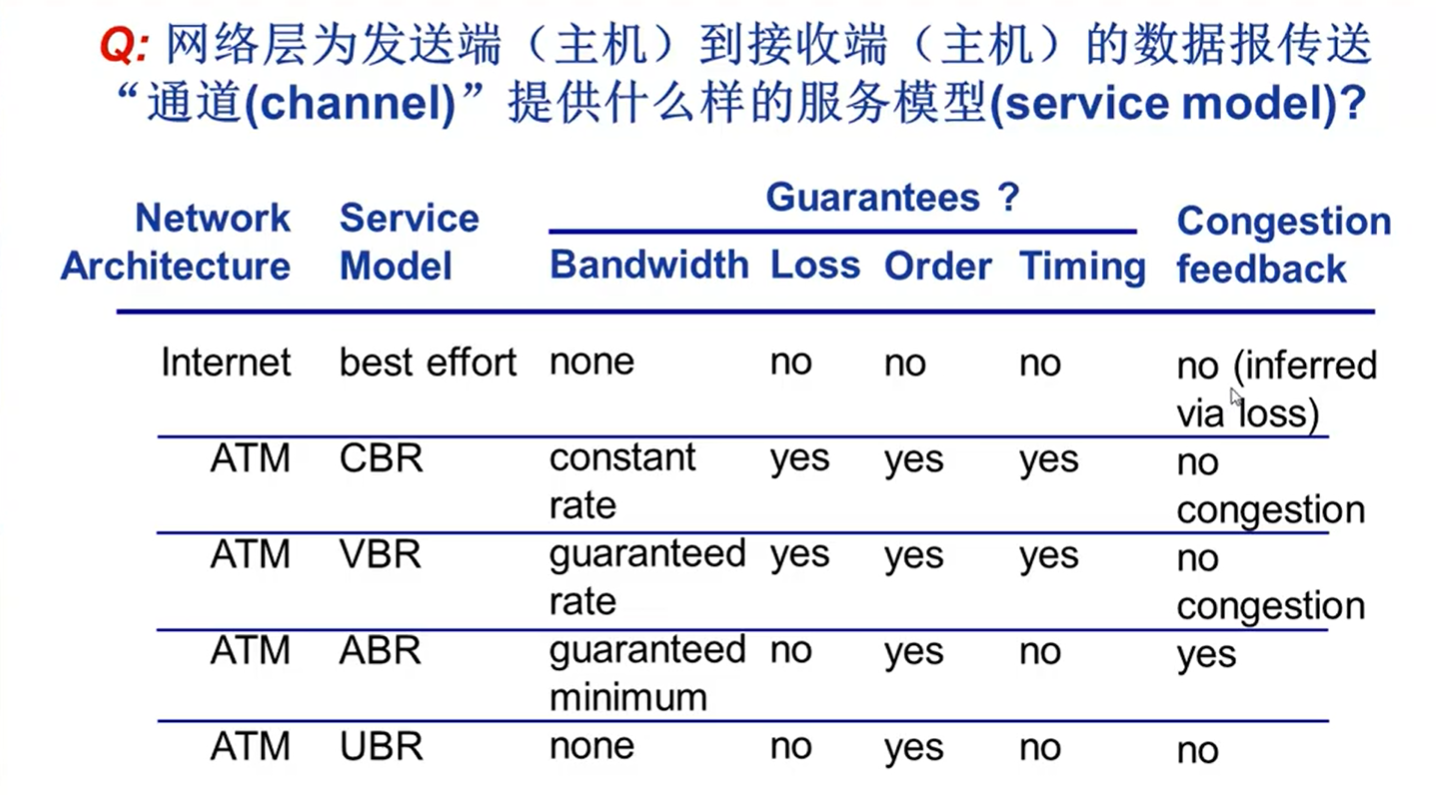 Q: 网络层为发送端（主机）到接收端（主机）的数据报传送
“通道(channel)”提供什么样的服务模型(service model)?
Guarantees ?
Network Architecture Service Model Bandwidth Loss Order Timing Congestion feedback
Internet best effort none no no no no (inferred via loss)
ATM CBR constant rate yes yes yes no congestion
ATM VBR guaranteed rate yes yes yes no congestion
ATM ABR guaranteed minimum no yes no yes
ATM UBR none no yes no no